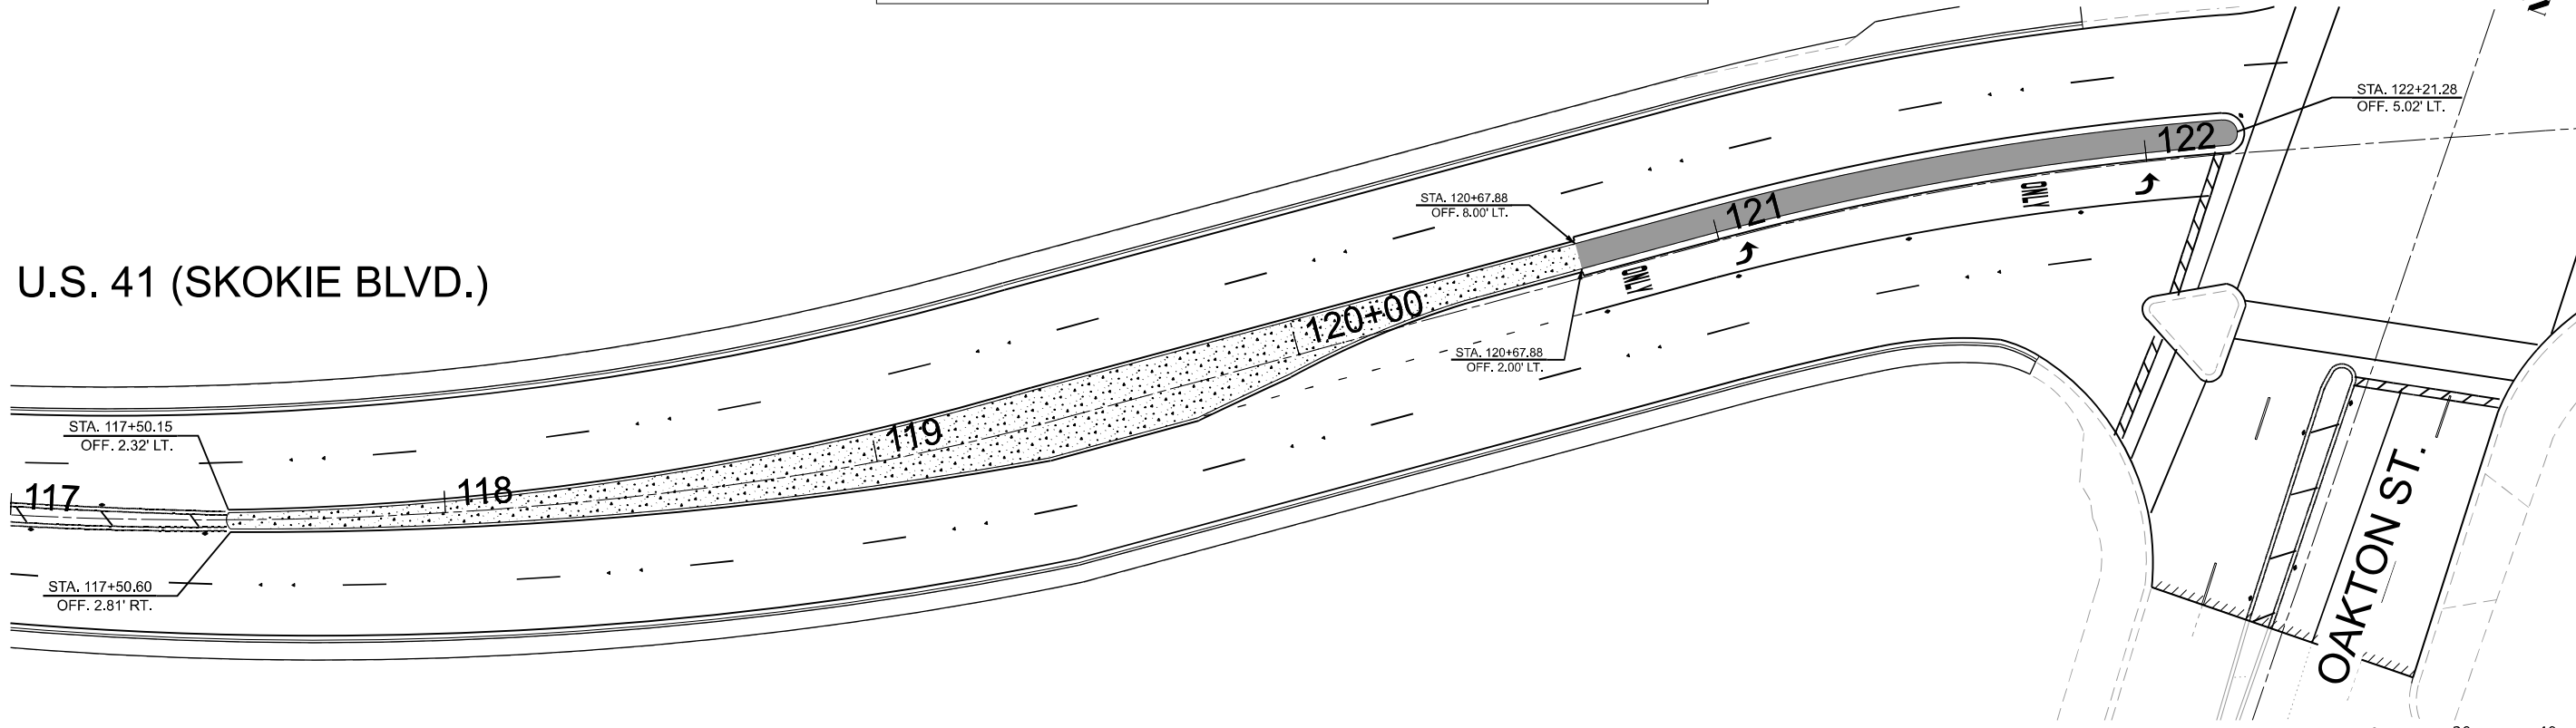 STA. 122+21.28
OFF. 5.02' LT.
122
STA. 120+67.88
OFF. 8.00' LT.
121
ONLY
ONLY
U.S. 41 (SKOKIE BLVD.)
120+00
STA. 120+67.88
OFF. 2.00' LT.
119
STA. 117+50.15
OFF. 2.32' LT.
118
117
STA. 117+50.60
OFF. 2.81' RT.
OAKTON ST.